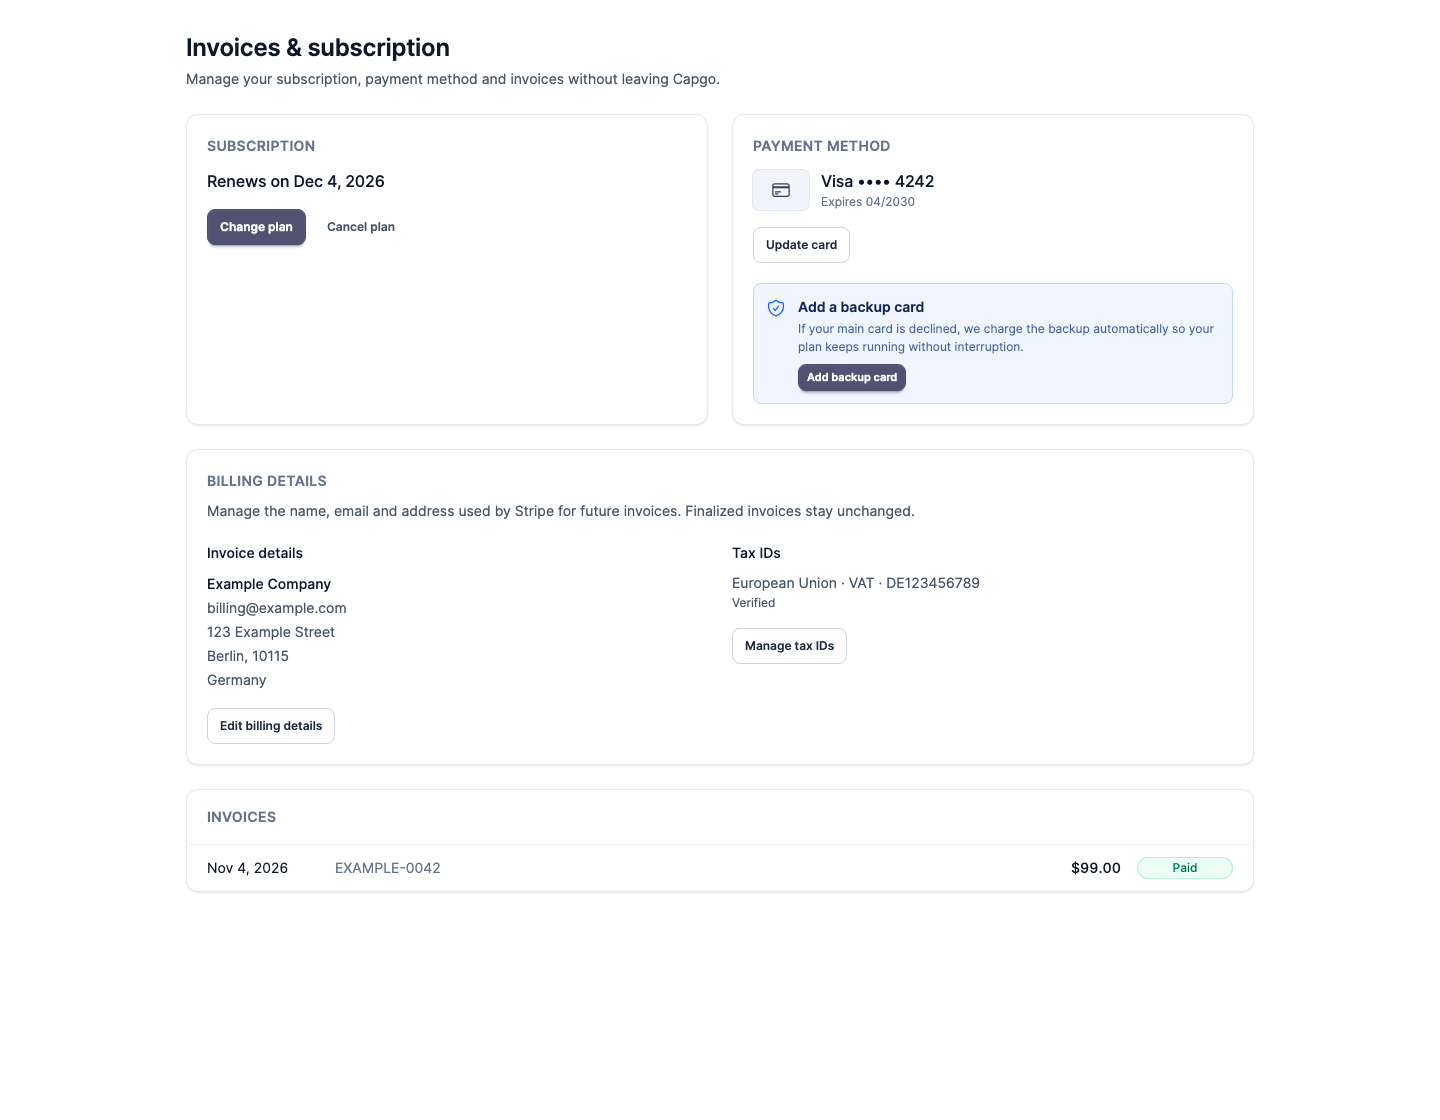 Invoices & subscription
Manage your subscription, payment method and invoices without leaving Capgo.
SUBSCRIPTION
Renews on Dec 4, 2026
Change plan
Cancel plan
PAYMENT METHOD
Visa •••• 4242
Expires 04/2030
Update card
Add a backup card
If your main card is declined, we charge the backup automatically so your
plan keeps running without interruption.
Add backup card
BILLING DETAILS
Manage the name, email and address used by Stripe for future invoices. Finalized invoices stay unchanged.
Invoice details
Example Company
billing@example.com
123 Example Street
Berlin, 10115
Germany
Edit billing details
Tax IDs
European Union · VAT · DE123456789
Verified
Manage tax IDs
INVOICES
Nov 4, 2026 EXAMPLE-0042 $99.00 Paid